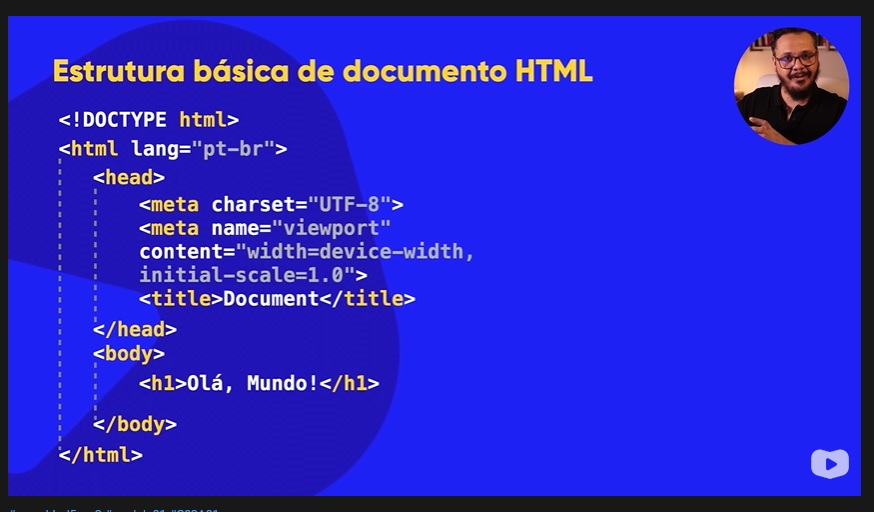 Estrutura básica de documento HTML
<!DOCTYPE html>
<html lang="pt-br">
<head>
<meta charset="UTF-8">
<meta name="viewport"
content="width=device-width,
initial-scale=1.0">
<title>Document</title>
</head>
<body>
<h1>Olá, Mundo!</h1>
</body>
</html>